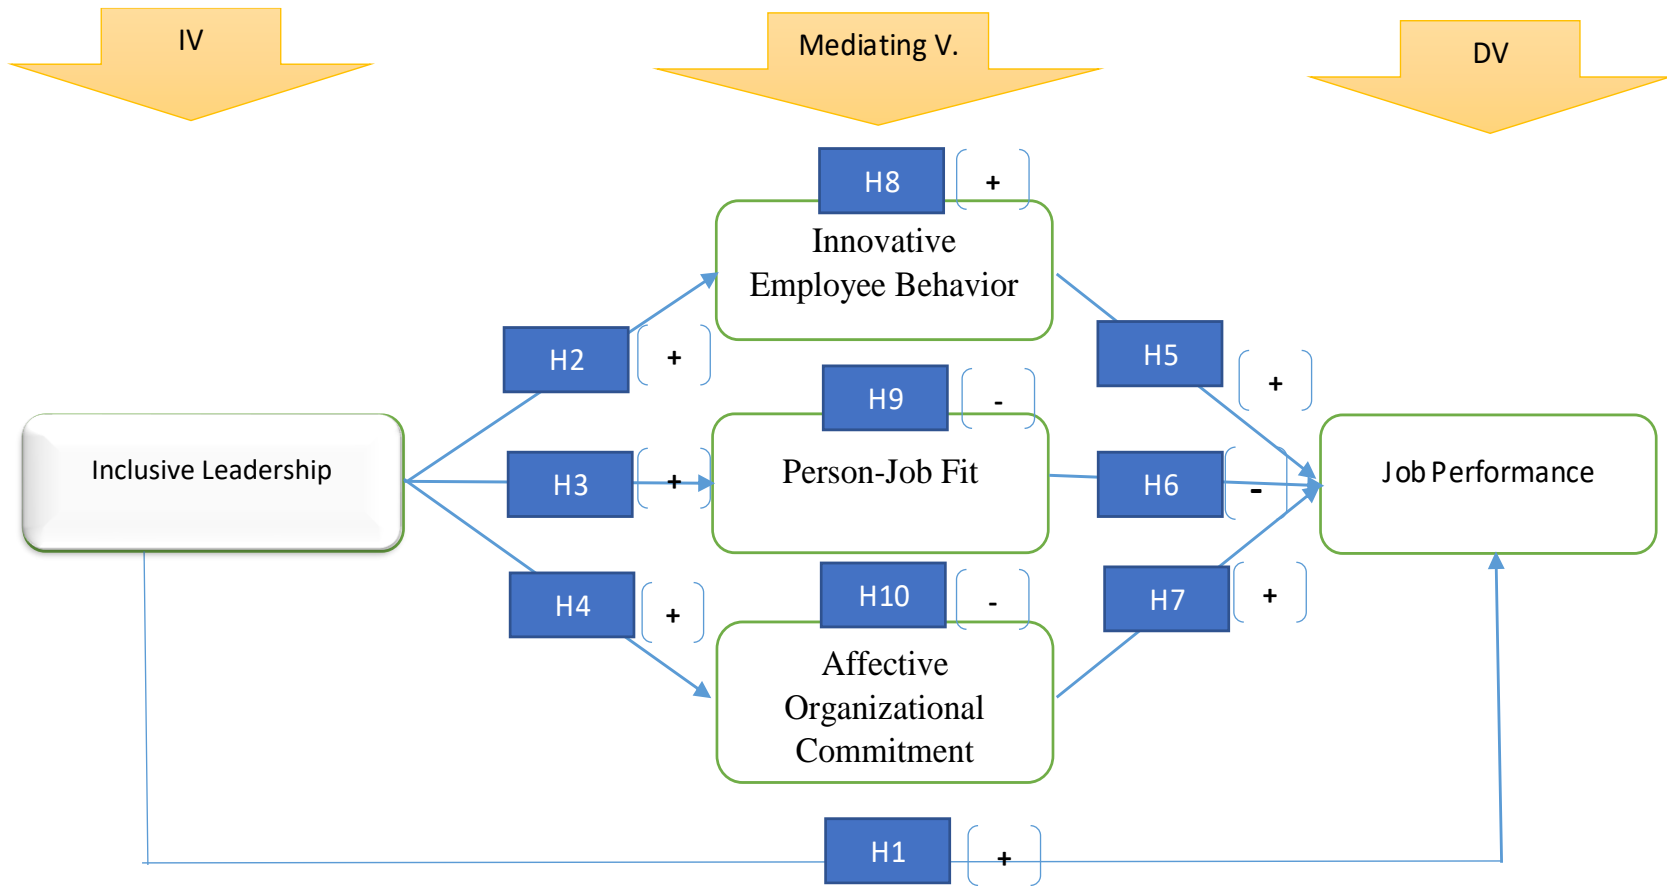 IV
Mediating V.
DV
H8
+
Innovative
Employee Behavior
H2
+
H5
+
H9
-
Inclusive Leadership
H3
+
Person-Job Fit
H6
-
Job Performance
H4
+
H10
-
H7
+
Affective
Organizational
Commitment
H1
+